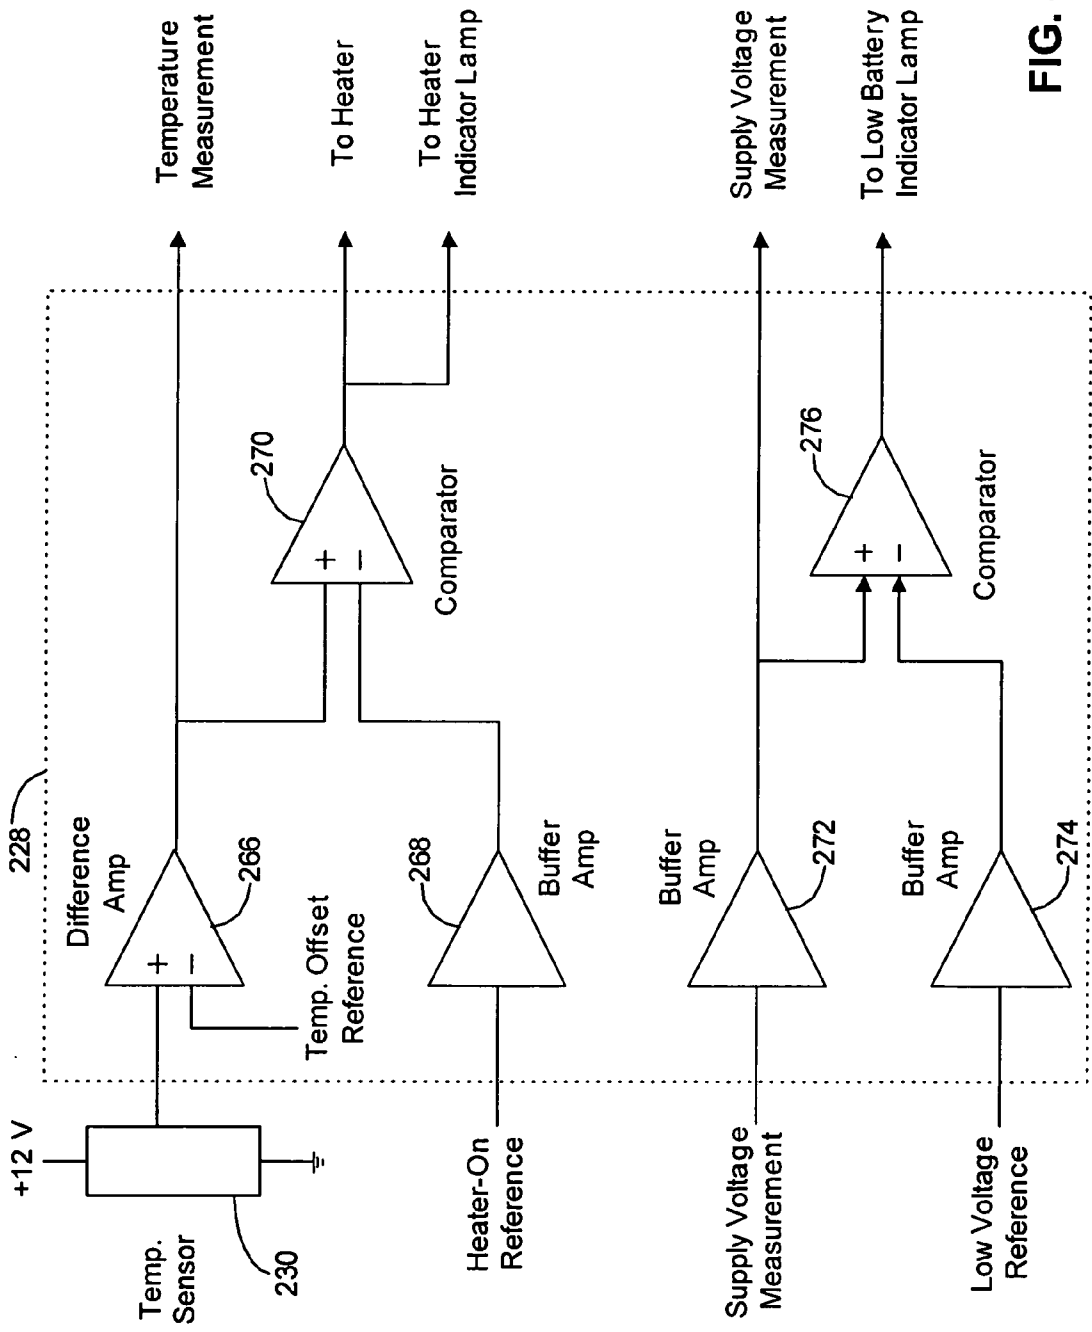 228
+12 V
Temp.
Sensor
230
Difference
Amp
+
−
266
Temp. Offset
Reference
Temperature
Measurement
Heater-On
Reference
268
Buffer
Amp
270
+
−
Comparator
To Heater
To Heater
Indicator Lamp
Supply Voltage
Measurement
Buffer
Amp
272
Supply Voltage
Measurement
Low Voltage
Reference
Buffer
Amp
274
276
+
−
Comparator
To Low Battery
Indicator Lamp
FIG.